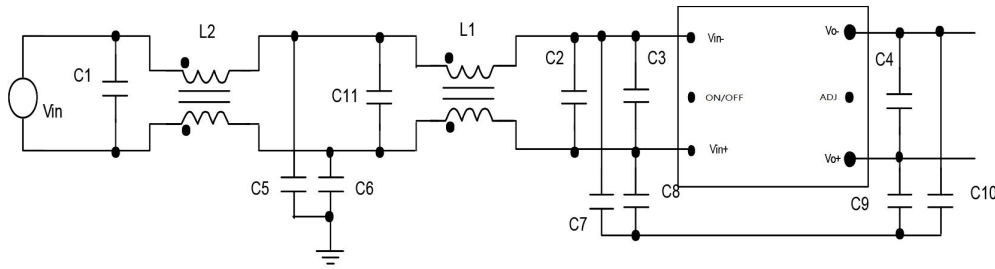 L2
L1
C1
Vin
C11
C2
C3
Vin-
ON/OFF
Vin+
Vo-
ADJ
Vo+
C4
C5
C6
C7
C8
C9
C10